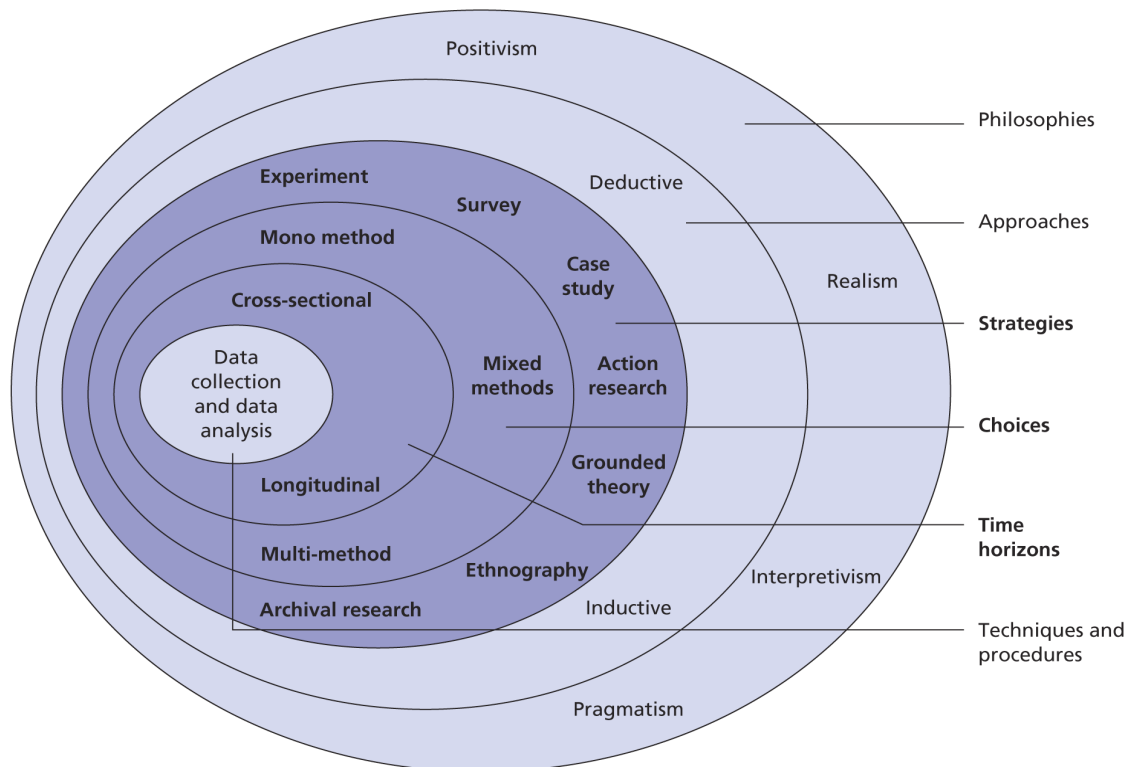 Positivism
Philosophies
Experiment
Deductive
Survey
Approaches
Mono method
Case
study
Realism
Cross-sectional
Strategies
Data
collection
and data
analysis
Mixed
methods
Action
research
Choices
Grounded
theory
Longitudinal
Time
horizons
Multi-method
Ethnography
Interpretivism
Archival research
Inductive
Techniques and
procedures
Pragmatism